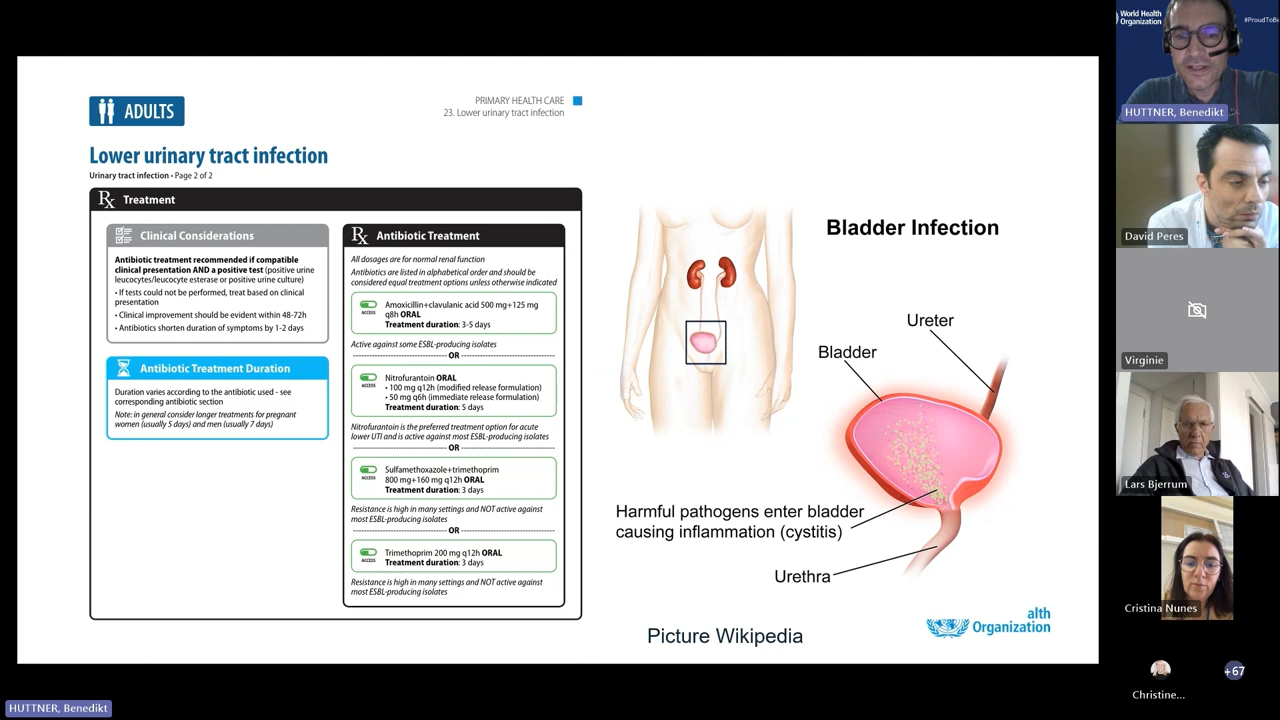 ADULTS
PRIMARY HEALTH CARE
23. Lower urinary tract infection
Lower urinary tract infection
Urinary tract infection • Page 2 of 2
Rx Treatment
Clinical Considerations
Antibiotic treatment recommended if compatible
clinical presentation AND a positive test (positive urine
leucocytes/leucocyte esterase or positive urine culture)
• If tests could not be performed, treat based on clinical
presentation
• Clinical improvement should be evident within 48-72h
• Antibiotics shorten duration of symptoms by 1-2 days
Antibiotic Treatment Duration
Duration varies according to the antibiotic used - see
corresponding antibiotic section
Note: in general consider longer treatments for pregnant
women (usually 5 days) and men (usually 7 days)
Rx Antibiotic Treatment
All dosages are for normal renal function
Antibiotics are listed in alphabetical order and should be
considered equal treatment options unless otherwise indicated
ACCESS
Amoxicillin+clavulanic acid 500 mg+125 mg
q8h ORAL
Treatment duration: 3-5 days
Active against some ESBL-producing isolates
OR
ACCESS
Nitrofurantoin ORAL
• 100 mg q12h (modified release formulation)
• 50 mg q6h (immediate release formulation)
Treatment duration: 5 days
Nitrofurantoin is the preferred treatment option for acute
lower UTI and is active against most ESBL-producing isolates
OR
ACCESS
Sulfamethoxazole+trimethoprim
800 mg+160 mg q12h ORAL
Treatment duration: 3 days
Resistance is high in many settings and NOT active against
most ESBL-producing isolates
OR
ACCESS
Trimethoprim 200 mg q12h ORAL
Treatment duration: 3 days
Resistance is high in many settings and NOT active against
most ESBL-producing isolates
Bladder Infection
Ureter
Bladder
Harmful pathogens enter bladder
causing inflammation (cystitis)
Urethra
Picture Wikipedia
alth
Organization
World Health
Organization
#ProudToBe
HUTTNER, Benedikt
David Peres
Virginie
Lars Bjerrum
Cristina Nunes
Christine...
+67
HUTTNER, Benedikt